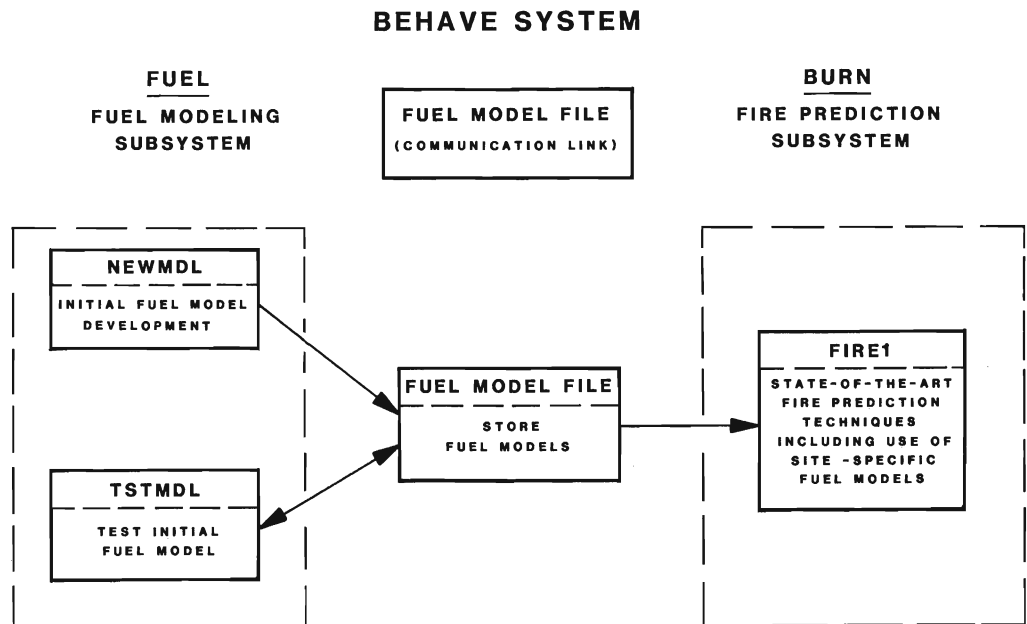 BEHAVE SYSTEM
FUEL
FUEL MODELING
SUBSYSTEM
FUEL MODEL FILE
(COMMUNICATION LINK)
BURN
FIRE PREDICTION
SUBSYSTEM
NEWMDL
INITIAL FUEL MODEL
DEVELOPMENT
TSTMDL
TEST INITIAL
FUEL MODEL
FUEL MODEL FILE
STORE
FUEL MODELS
FIRE1
STATE-OF-THE-ART
FIRE PREDICTION
TECHNIQUES
INCLUDING USE OF
SITE -SPECIFIC
FUEL MODELS